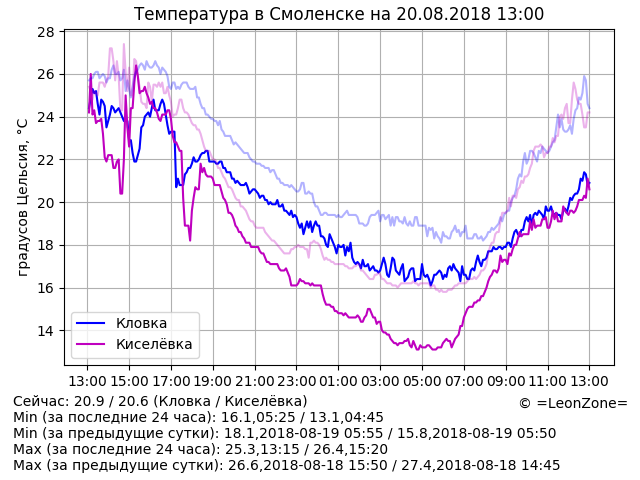 Температура в Смоленске на 20.08.2018 13:00
градусов Цельсия, °C
28
26
24
22
20
18
16
14
Кловка
Киселёвка
13:00 15:00 17:00 19:00 21:00 23:00 01:00 03:00 05:00 07:00 09:00 11:00 13:00
Сейчас: 20.9 / 20.6 (Кловка / Киселёвка)
© =LeonZone=
Min (за последние 24 часа): 16.1,05:25 / 13.1,04:45
Min (за предыдущие сутки): 18.1,2018-08-19 05:55 / 15.8,2018-08-19 05:50
Max (за последние 24 часа): 25.3,13:15 / 26.4,15:20
Max (за предыдущие сутки): 26.6,2018-08-18 15:50 / 27.4,2018-08-18 14:45